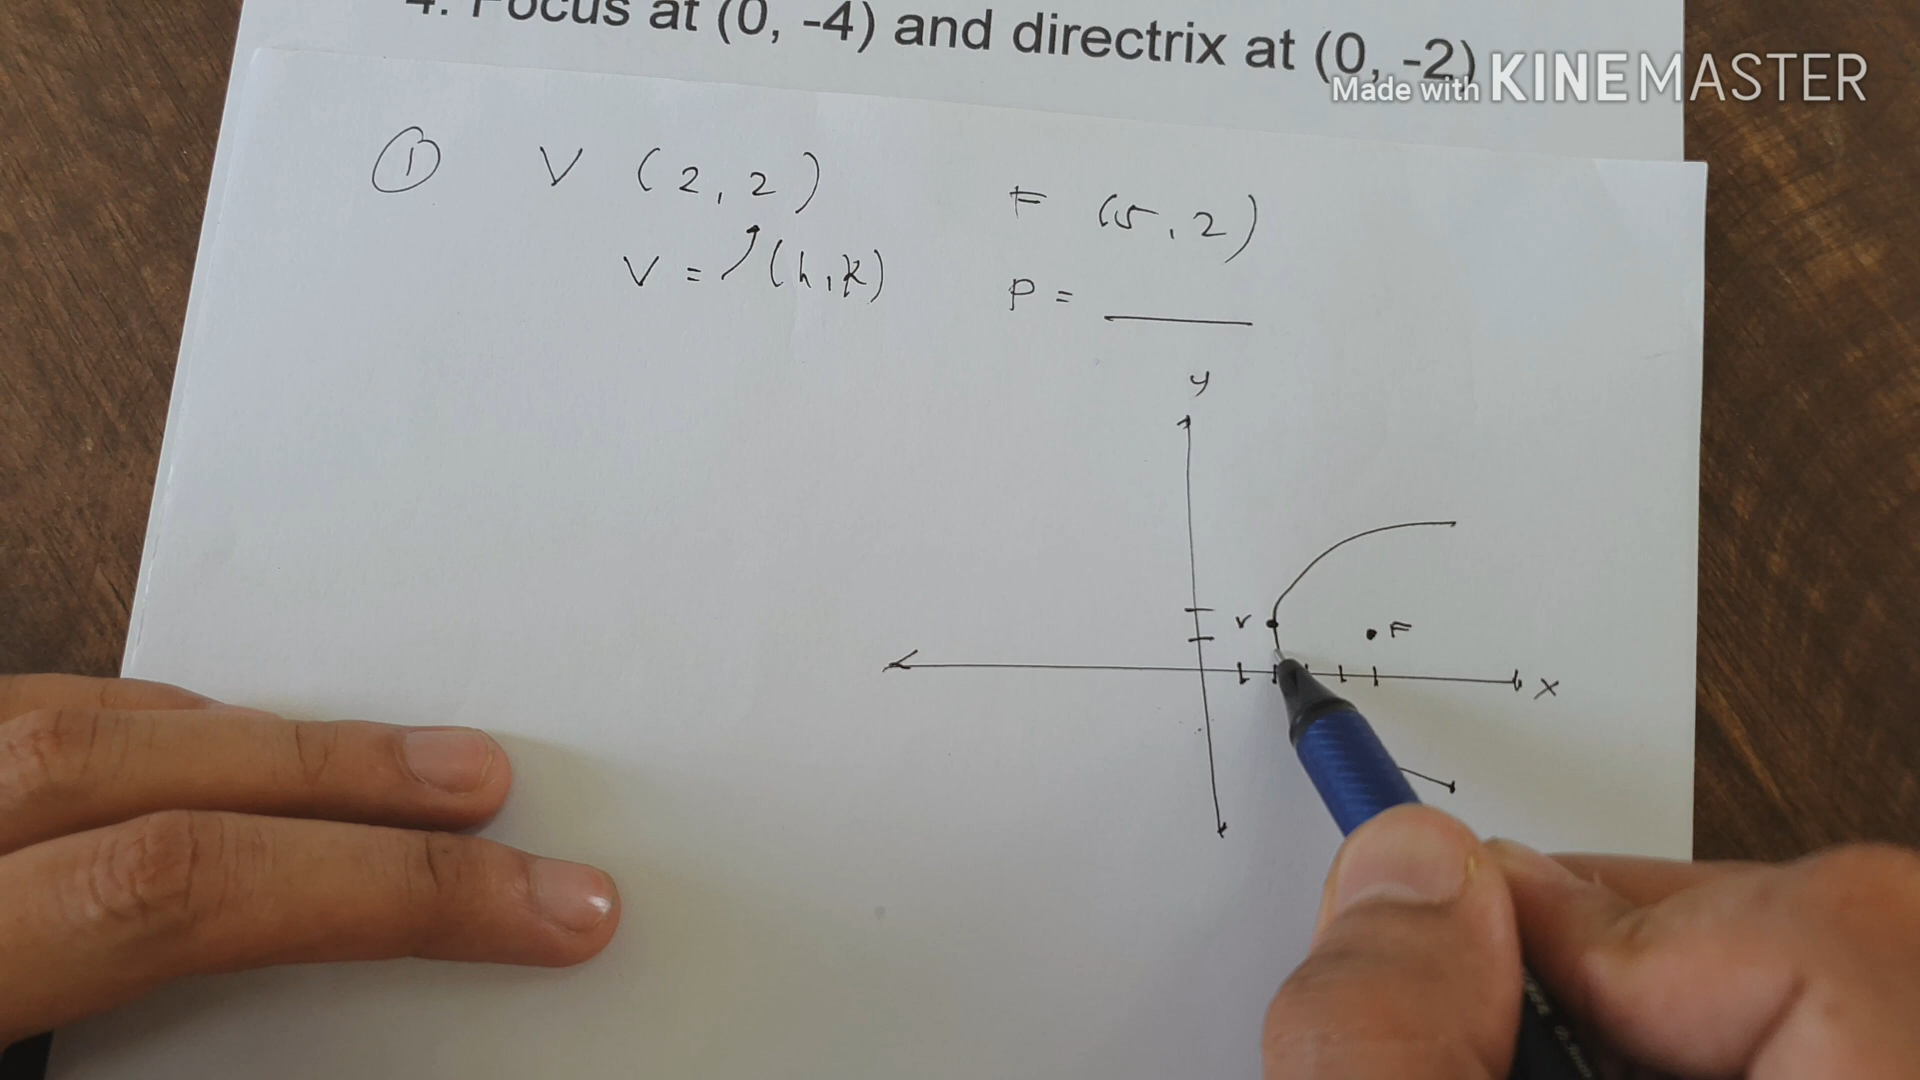 4. Focus at (0, -4) and directrix at (0, -2)
Made with KINEMASTER
1 V (2, 2) F (5, 2)
V = (h, k) P =
y
V F
x